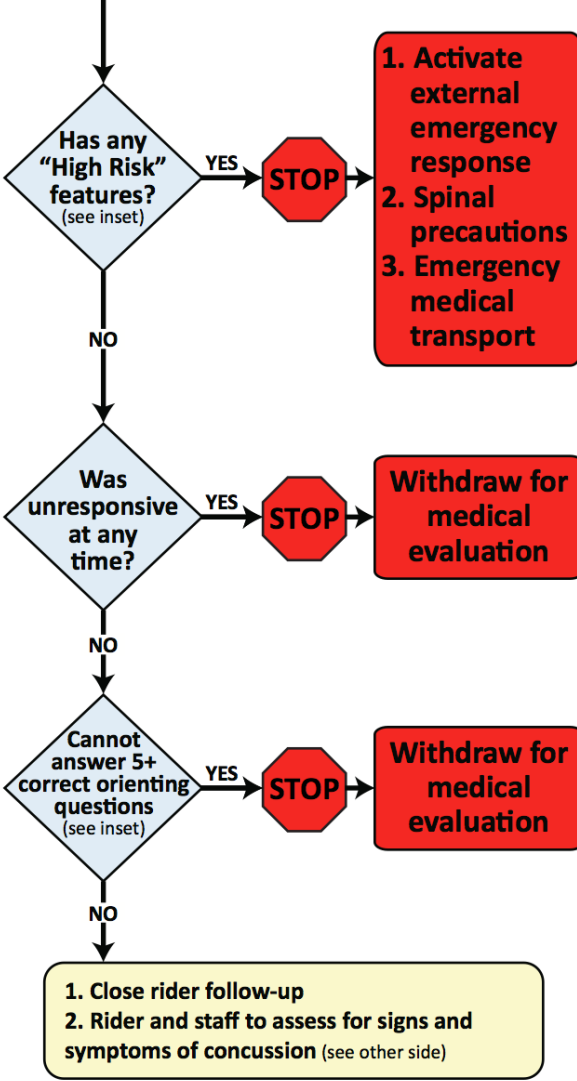 Has any
“High Risk”
features?
(see inset)
YES
STOP
1. Activate
external
emergency
response
2. Spinal
precautions
3. Emergency
medical
transport
NO
Was
unresponsive
at any
time?
YES
STOP
Withdraw for
medical
evaluation
NO
Cannot
answer 5+
correct orienting
questions
(see inset)
YES
STOP
Withdraw for
medical
evaluation
NO
1. Close rider follow-up
2. Rider and staff to assess for signs and
symptoms of concussion (see other side)